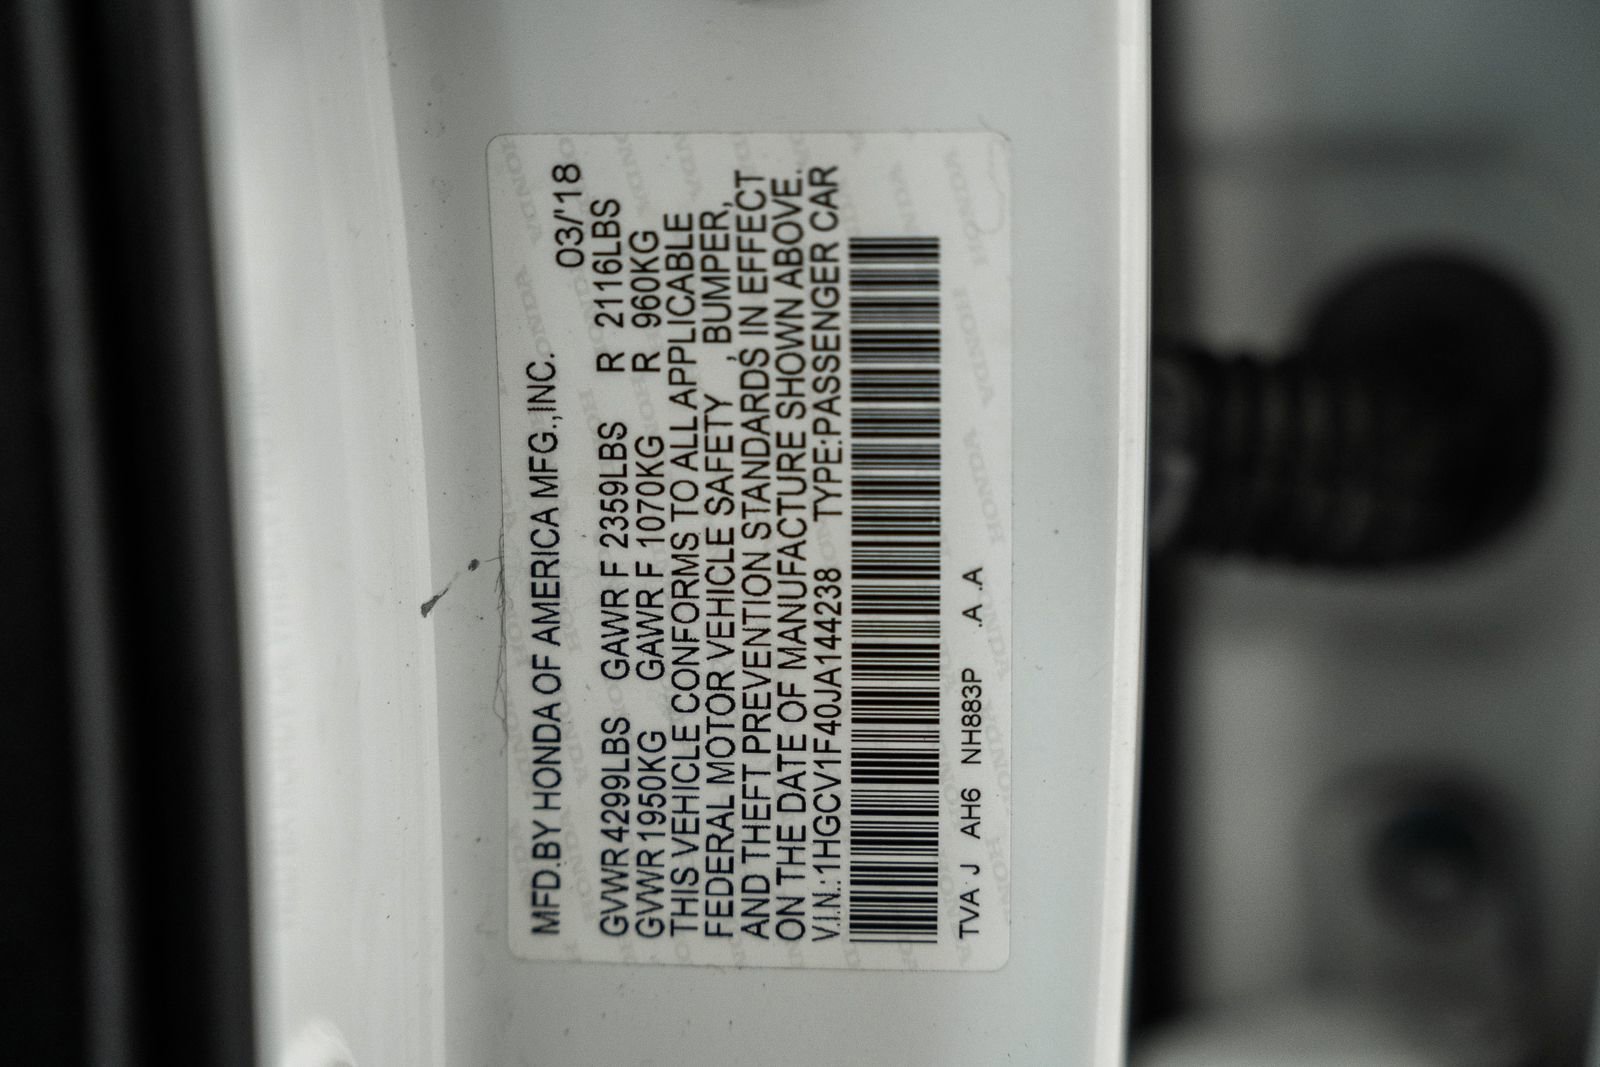 MFD.BY HONDA OF AMERICA MFG.,INC. 03/'18
GVWR 4299LBS GAWR F 2359LBS R 2116LBS
GVWR 1950KG GAWR F 1070KG R 960KG
THIS VEHICLE CONFORMS TO ALL APPLICABLE
FEDERAL MOTOR VEHICLE SAFETY , BUMPER,
AND THEFT PREVENTION STANDARDS IN EFFECT
ON THE DATE OF MANUFACTURE SHOWN ABOVE.
V.I.N.:1HGCV1F40JA144238 TYPE:PASSENGER CAR
TVA J AH6 NH883P .A .A